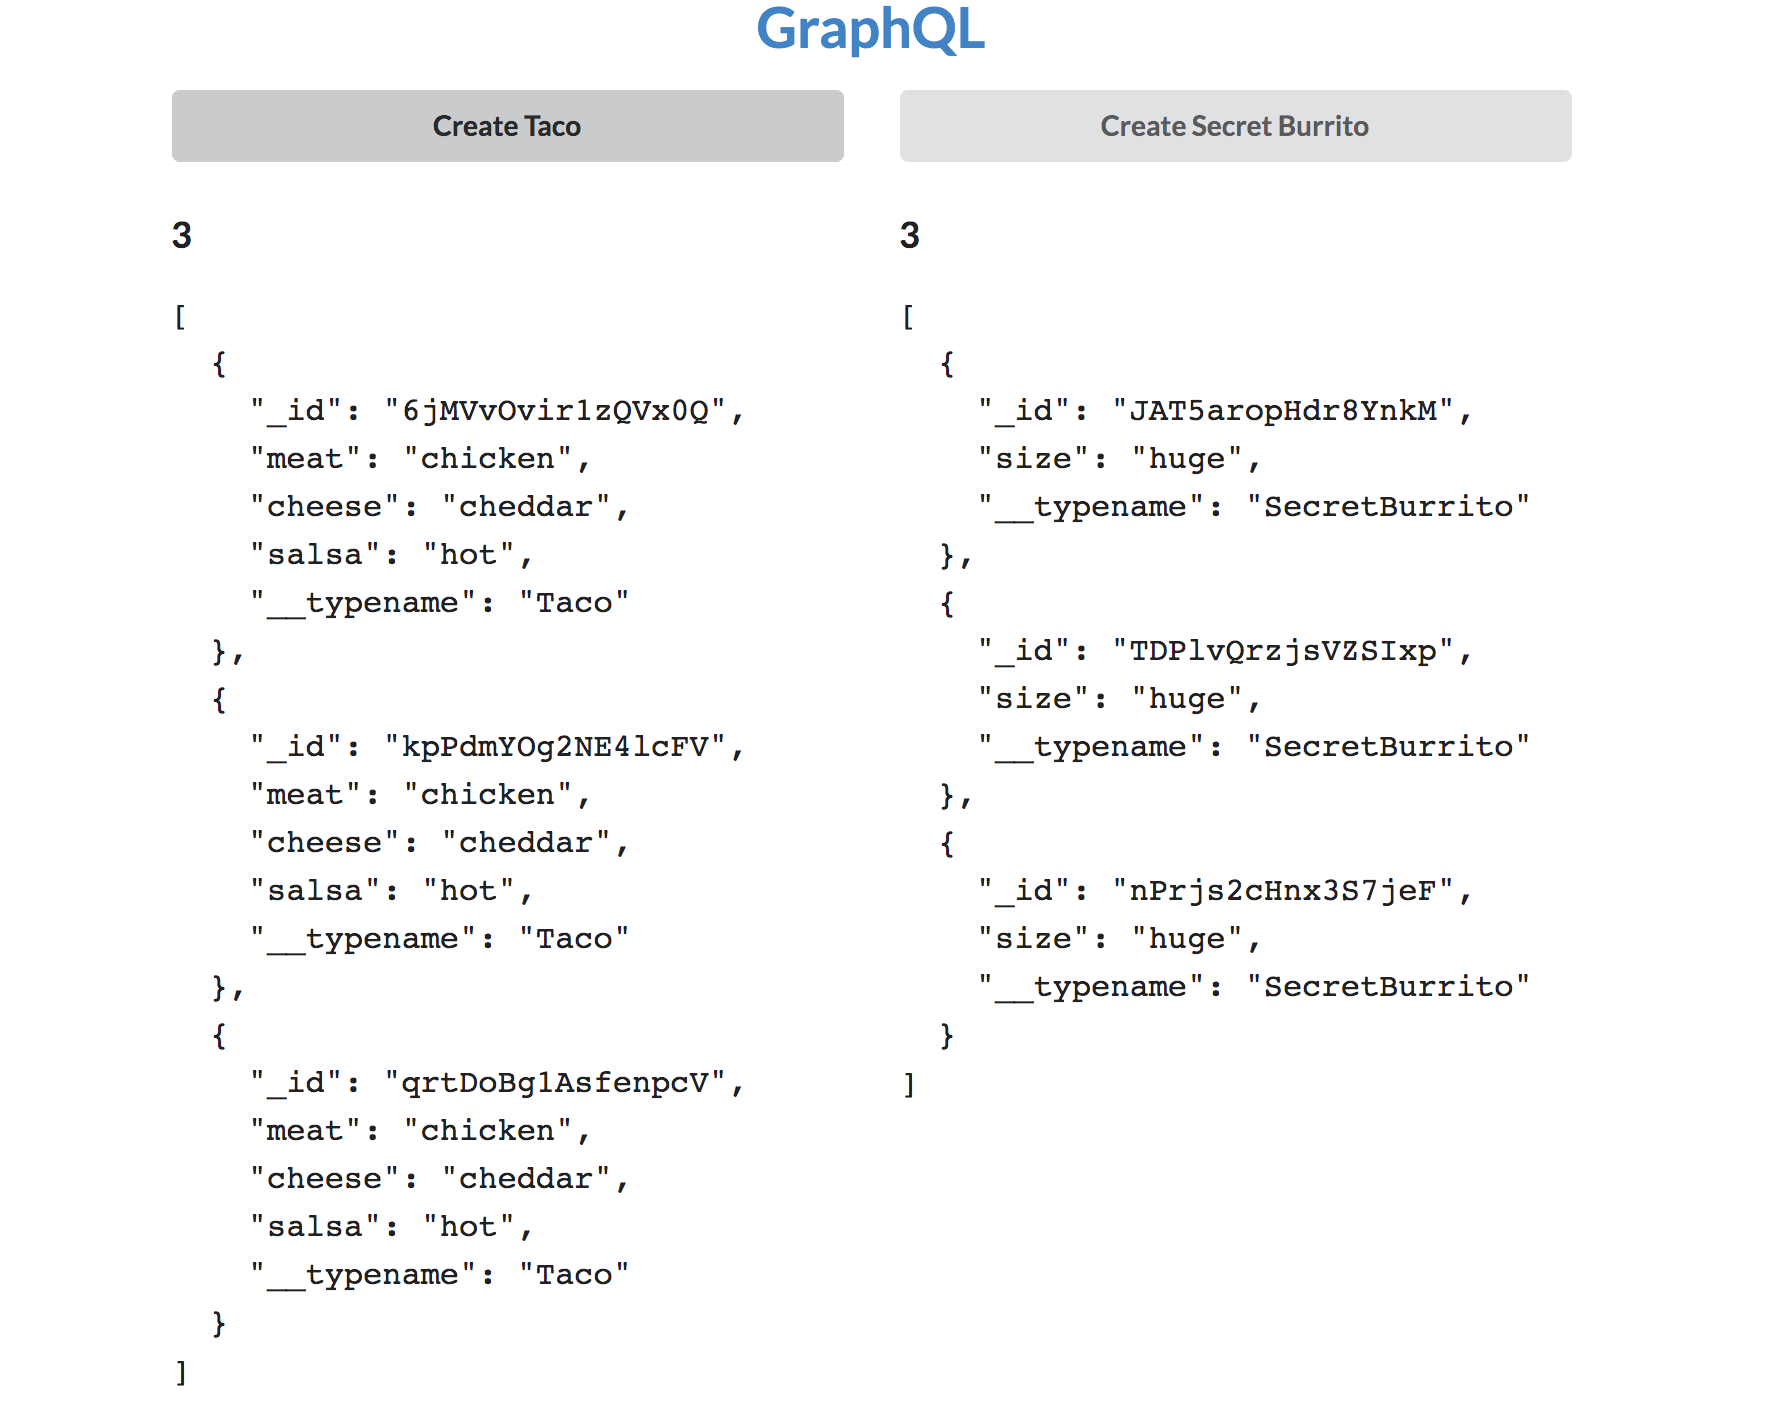 GraphQL
Create Taco
3
[
  {
    "_id": "6jMVvOvir1zQVx0Q",
    "meat": "chicken",
    "cheese": "cheddar",
    "salsa": "hot",
    "__typename": "Taco"
  },
  {
    "_id": "kpPdmYOg2NE4lcFV",
    "meat": "chicken",
    "cheese": "cheddar",
    "salsa": "hot",
    "__typename": "Taco"
  },
  {
    "_id": "qrtDoBg1AsfenpcV",
    "meat": "chicken",
    "cheese": "cheddar",
    "salsa": "hot",
    "__typename": "Taco"
  }
]
Create Secret Burrito
3
[
  {
    "_id": "JAT5aropHdr8YnkM",
    "size": "huge",
    "__typename": "SecretBurrito"
  },
  {
    "_id": "TDPlvQrzjsVZSIxp",
    "size": "huge",
    "__typename": "SecretBurrito"
  },
  {
    "_id": "nPrjs2cHnx3S7jeF",
    "size": "huge",
    "__typename": "SecretBurrito"
  }
]